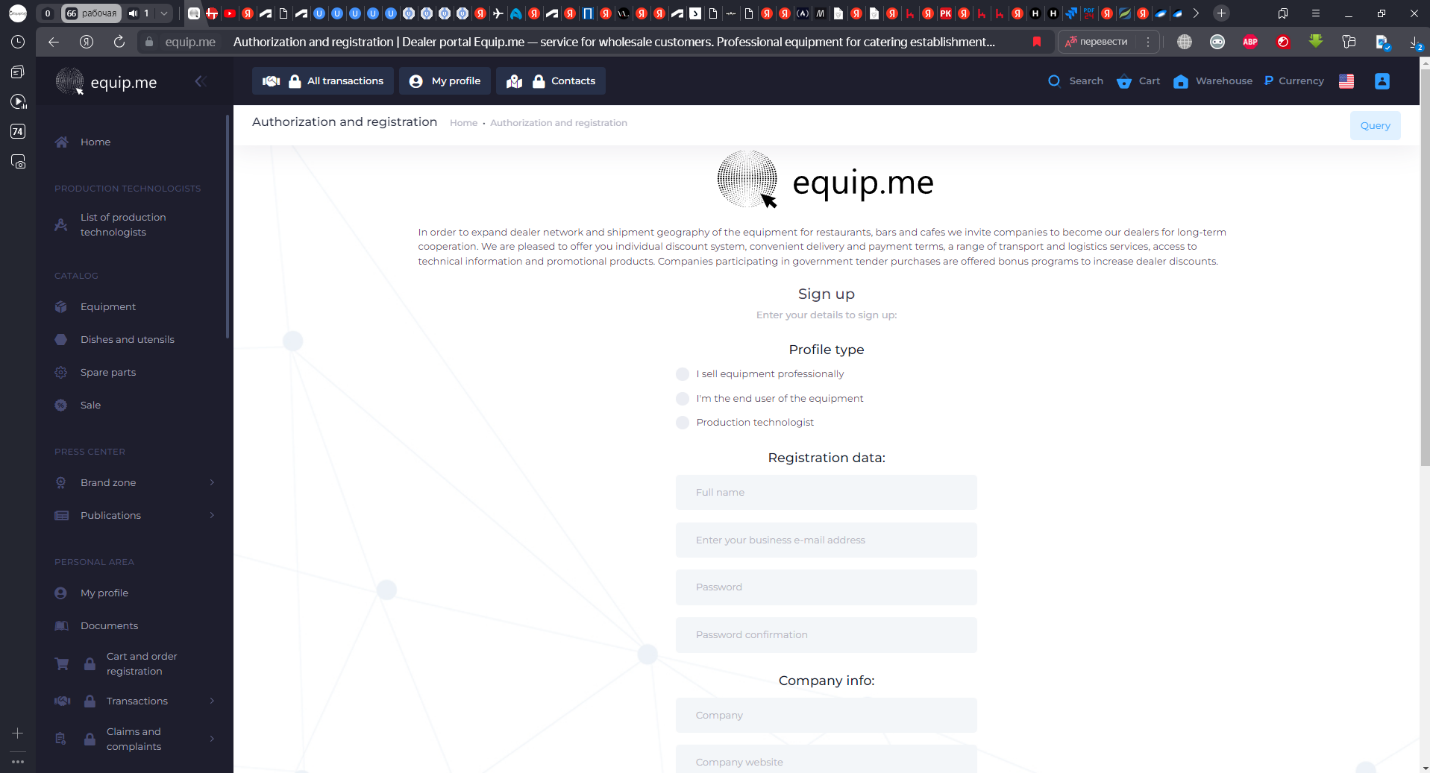 0
66 рабочая
1
equip.me
Authorization and registration | Dealer portal Equip.me — service for wholesale customers. Professional equipment for catering establishment...
перевести
ABP
2
74
equip.me
All transactions
My profile
Contacts
Search
Cart
Warehouse
Currency
Authorization and registration
Home • Authorization and registration
Query
Home
PRODUCTION TECHNOLOGISTS
List of production
technologists
CATALOG
Equipment
Dishes and utensils
Spare parts
Sale
PRESS CENTER
Brand zone
Publications
PERSONAL AREA
My profile
Documents
Cart and order
registration
Transactions
Claims and
complaints
equip.me
In order to expand dealer network and shipment geography of the equipment for restaurants, bars and cafes we invite companies to become our dealers for long-term
cooperation. We are pleased to offer you individual discount system, convenient delivery and payment terms, a range of transport and logistics services, access to
technical information and promotional products. Companies participating in government tender purchases are offered bonus programs to increase dealer discounts.
Sign up
Enter your details to sign up:
Profile type
I sell equipment professionally
I'm the end user of the equipment
Production technologist
Registration data:
Full name
Enter your business e-mail address
Password
Password confirmation
Company info:
Company
Company website